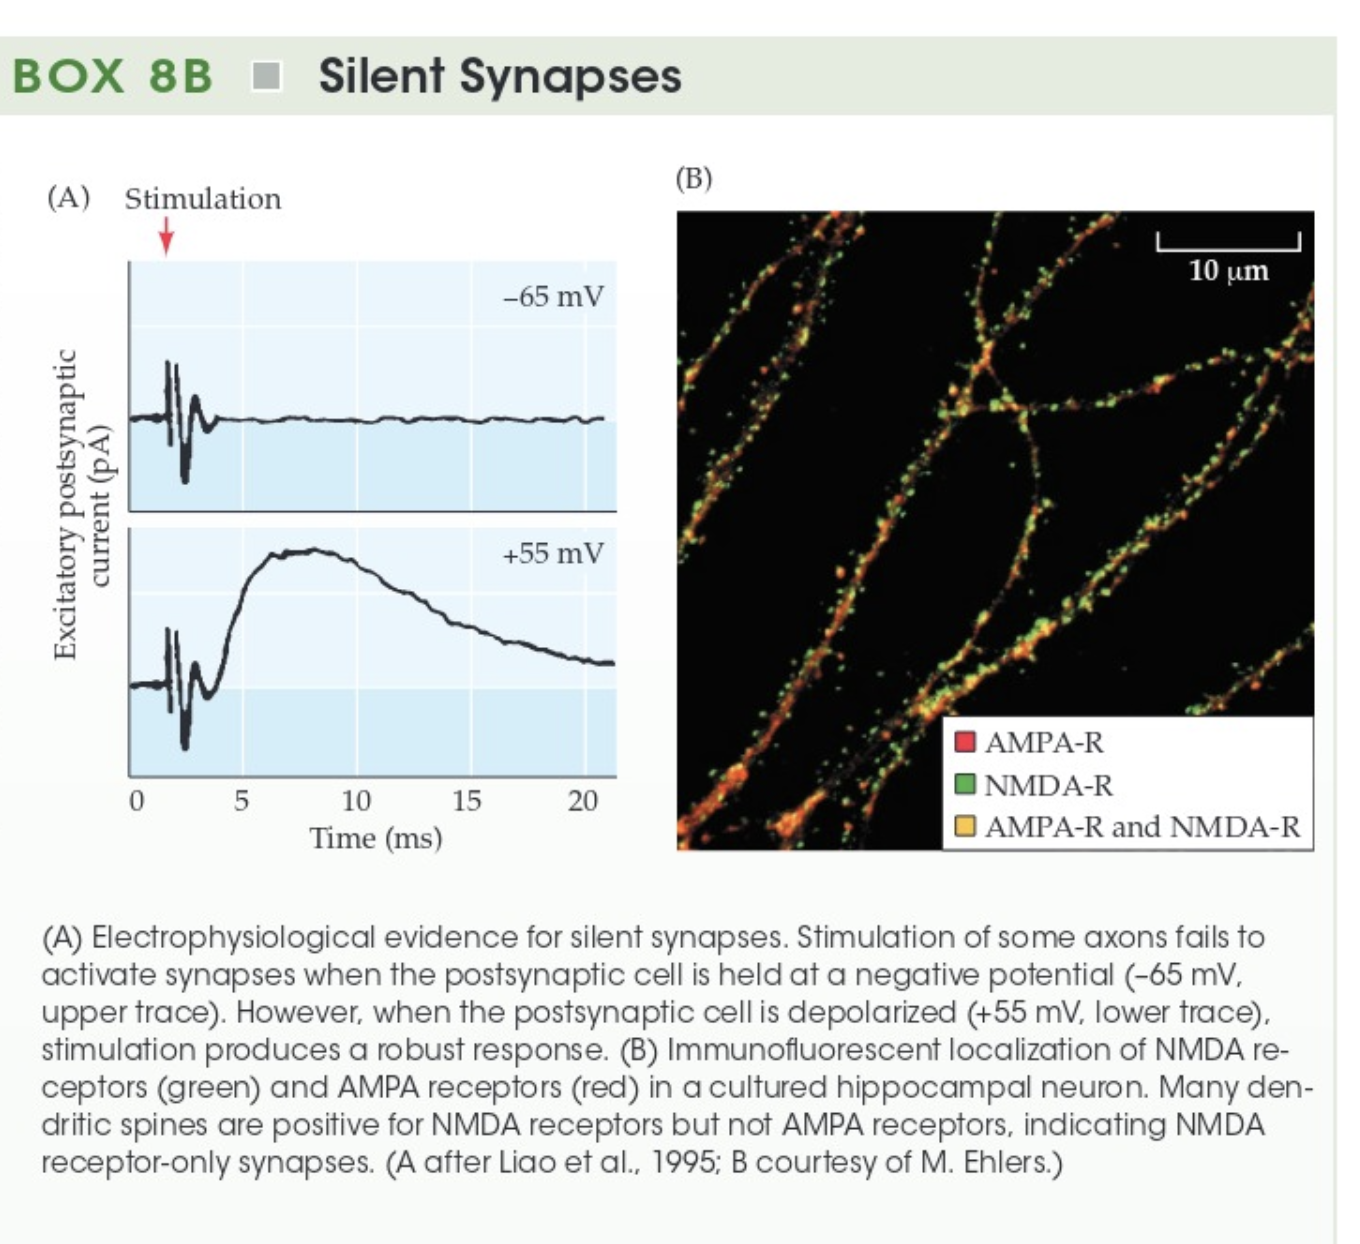 BOX 8B Silent Synapses
(A) Stimulation
–65 mV
+55 mV
Excitatory postsynaptic
current (pA)
0 5 10 15 20
Time (ms)
(B)
10 μm
AMPA-R
NMDA-R
AMPA-R and NMDA-R
(A) Electrophysiological evidence for silent synapses. Stimulation of some axons fails to
activate synapses when the postsynaptic cell is held at a negative potential (–65 mV,
upper trace). However, when the postsynaptic cell is depolarized (+55 mV, lower trace),
stimulation produces a robust response. (B) Immunofluorescent localization of NMDA re-
ceptors (green) and AMPA receptors (red) in a cultured hippocampal neuron. Many den-
dritic spines are positive for NMDA receptors but not AMPA receptors, indicating NMDA
receptor-only synapses. (A after Liao et al., 1995; B courtesy of M. Ehlers.)